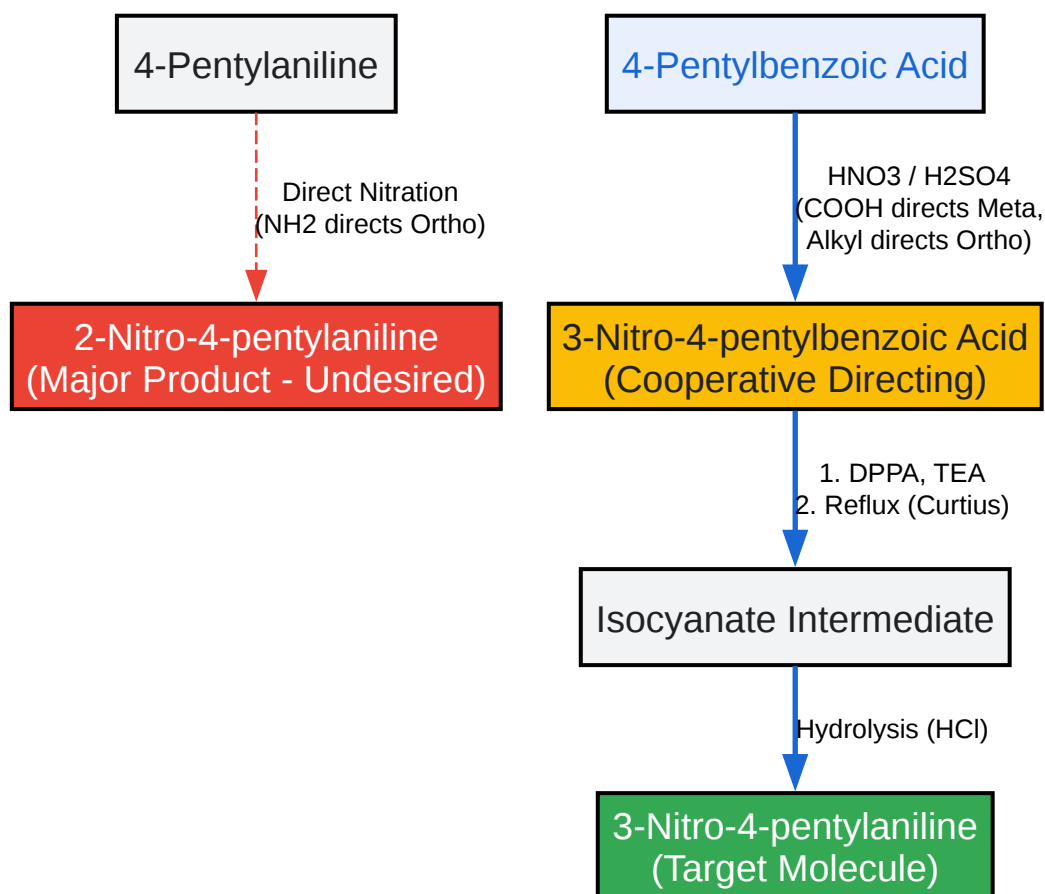 4-Pentylaniline
4-Pentylbenzoic Acid
Direct Nitration
(NH2 directs Ortho)
HNO3 / H2SO4
(COOH directs Meta,
Alkyl directs Ortho)
2-Nitro-4-pentylaniline
(Major Product - Undesired)
3-Nitro-4-pentylbenzoic Acid
(Cooperative Directing)
1. DPPA, TEA
2. Reflux (Curtius)
Isocyanate Intermediate
Hydrolysis (HCl)
3-Nitro-4-pentylaniline
(Target Molecule)